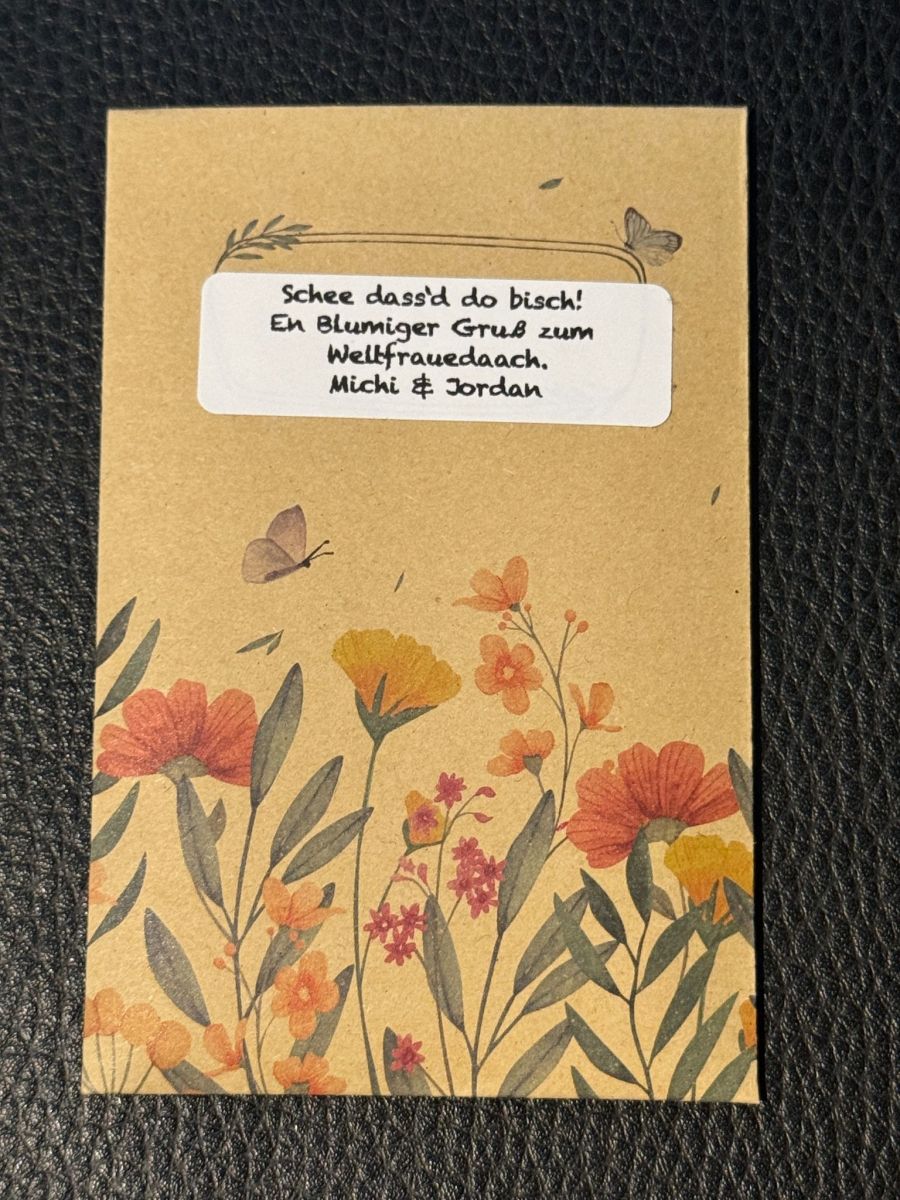 Schee dass'd do bisch!
En Blumiger Gruß zum
Weltfrauedaach.
Michi & Jordan